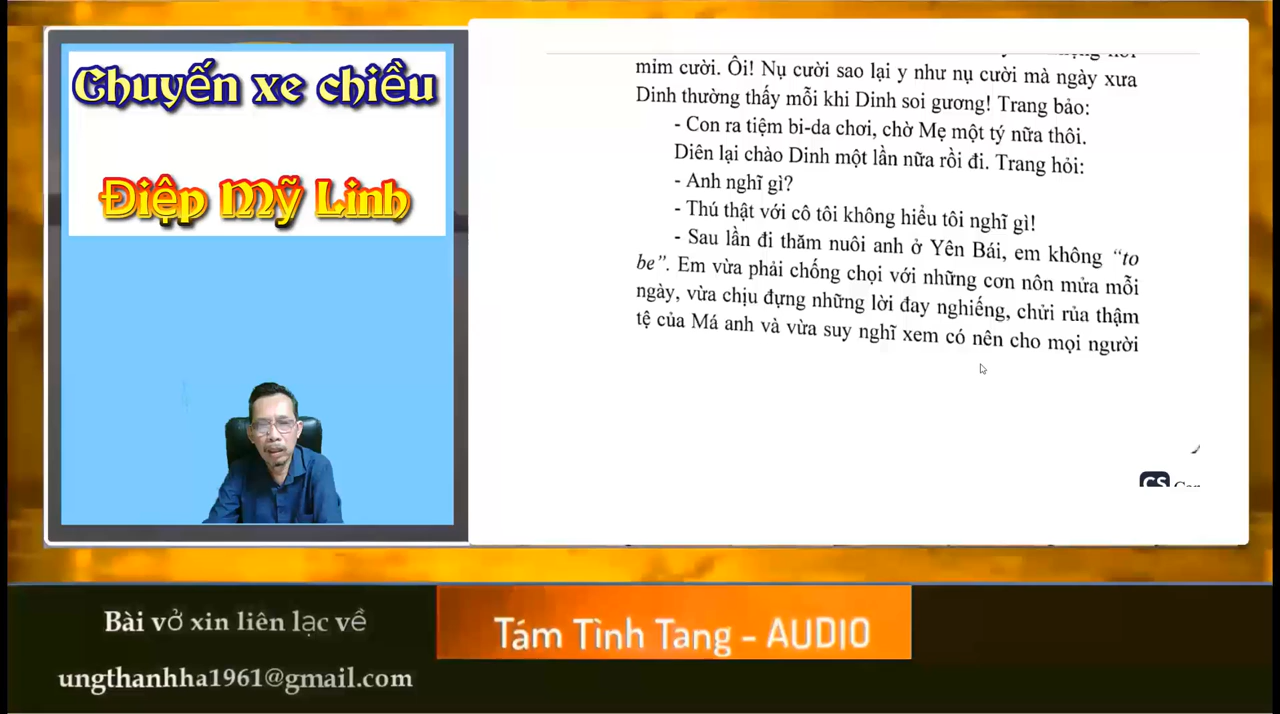 Chuyến xe chiều
Điệp Mỹ Linh
mỉm cười. Ôi! Nụ cười sao lại y như nụ cười mà ngày xưa
Dinh thường thấy mỗi khi Dinh soi gương! Trang bảo:
- Con ra tiệm bi-da chơi, chờ Mẹ một tý nữa thôi.
Diên lại chào Dinh một lần nữa rồi đi. Trang hỏi:
- Anh nghĩ gì?
- Thú thật với cô tôi không hiểu tôi nghĩ gì!
- Sau lần đi thăm nuôi anh ở Yên Bái, em không “to
be”. Em vừa phải chống chọi với những cơn nôn mửa mỗi
ngày, vừa chịu đựng những lời đay nghiếng, chửi rủa thậm
tệ của Má anh và vừa suy nghĩ xem có nên cho mọi người
CS
Bài vở xin liên lạc về
ungthanhha1961@gmail.com
Tám Tình Tang - AUDIO